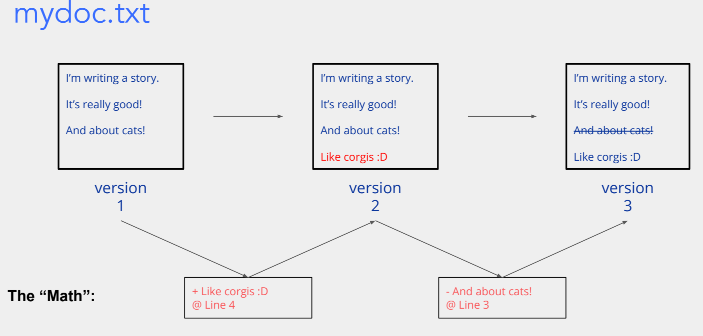 mydoc.txt
I'm writing a story.
It's really good!
And about cats!
version
1
I'm writing a story.
It's really good!
And about cats!
Like corgis :D
version
2
I'm writing a story.
It's really good!
And about cats!
Like corgis :D
version
3
The “Math”:
+ Like corgis :D
@ Line 4
- And about cats!
@ Line 3